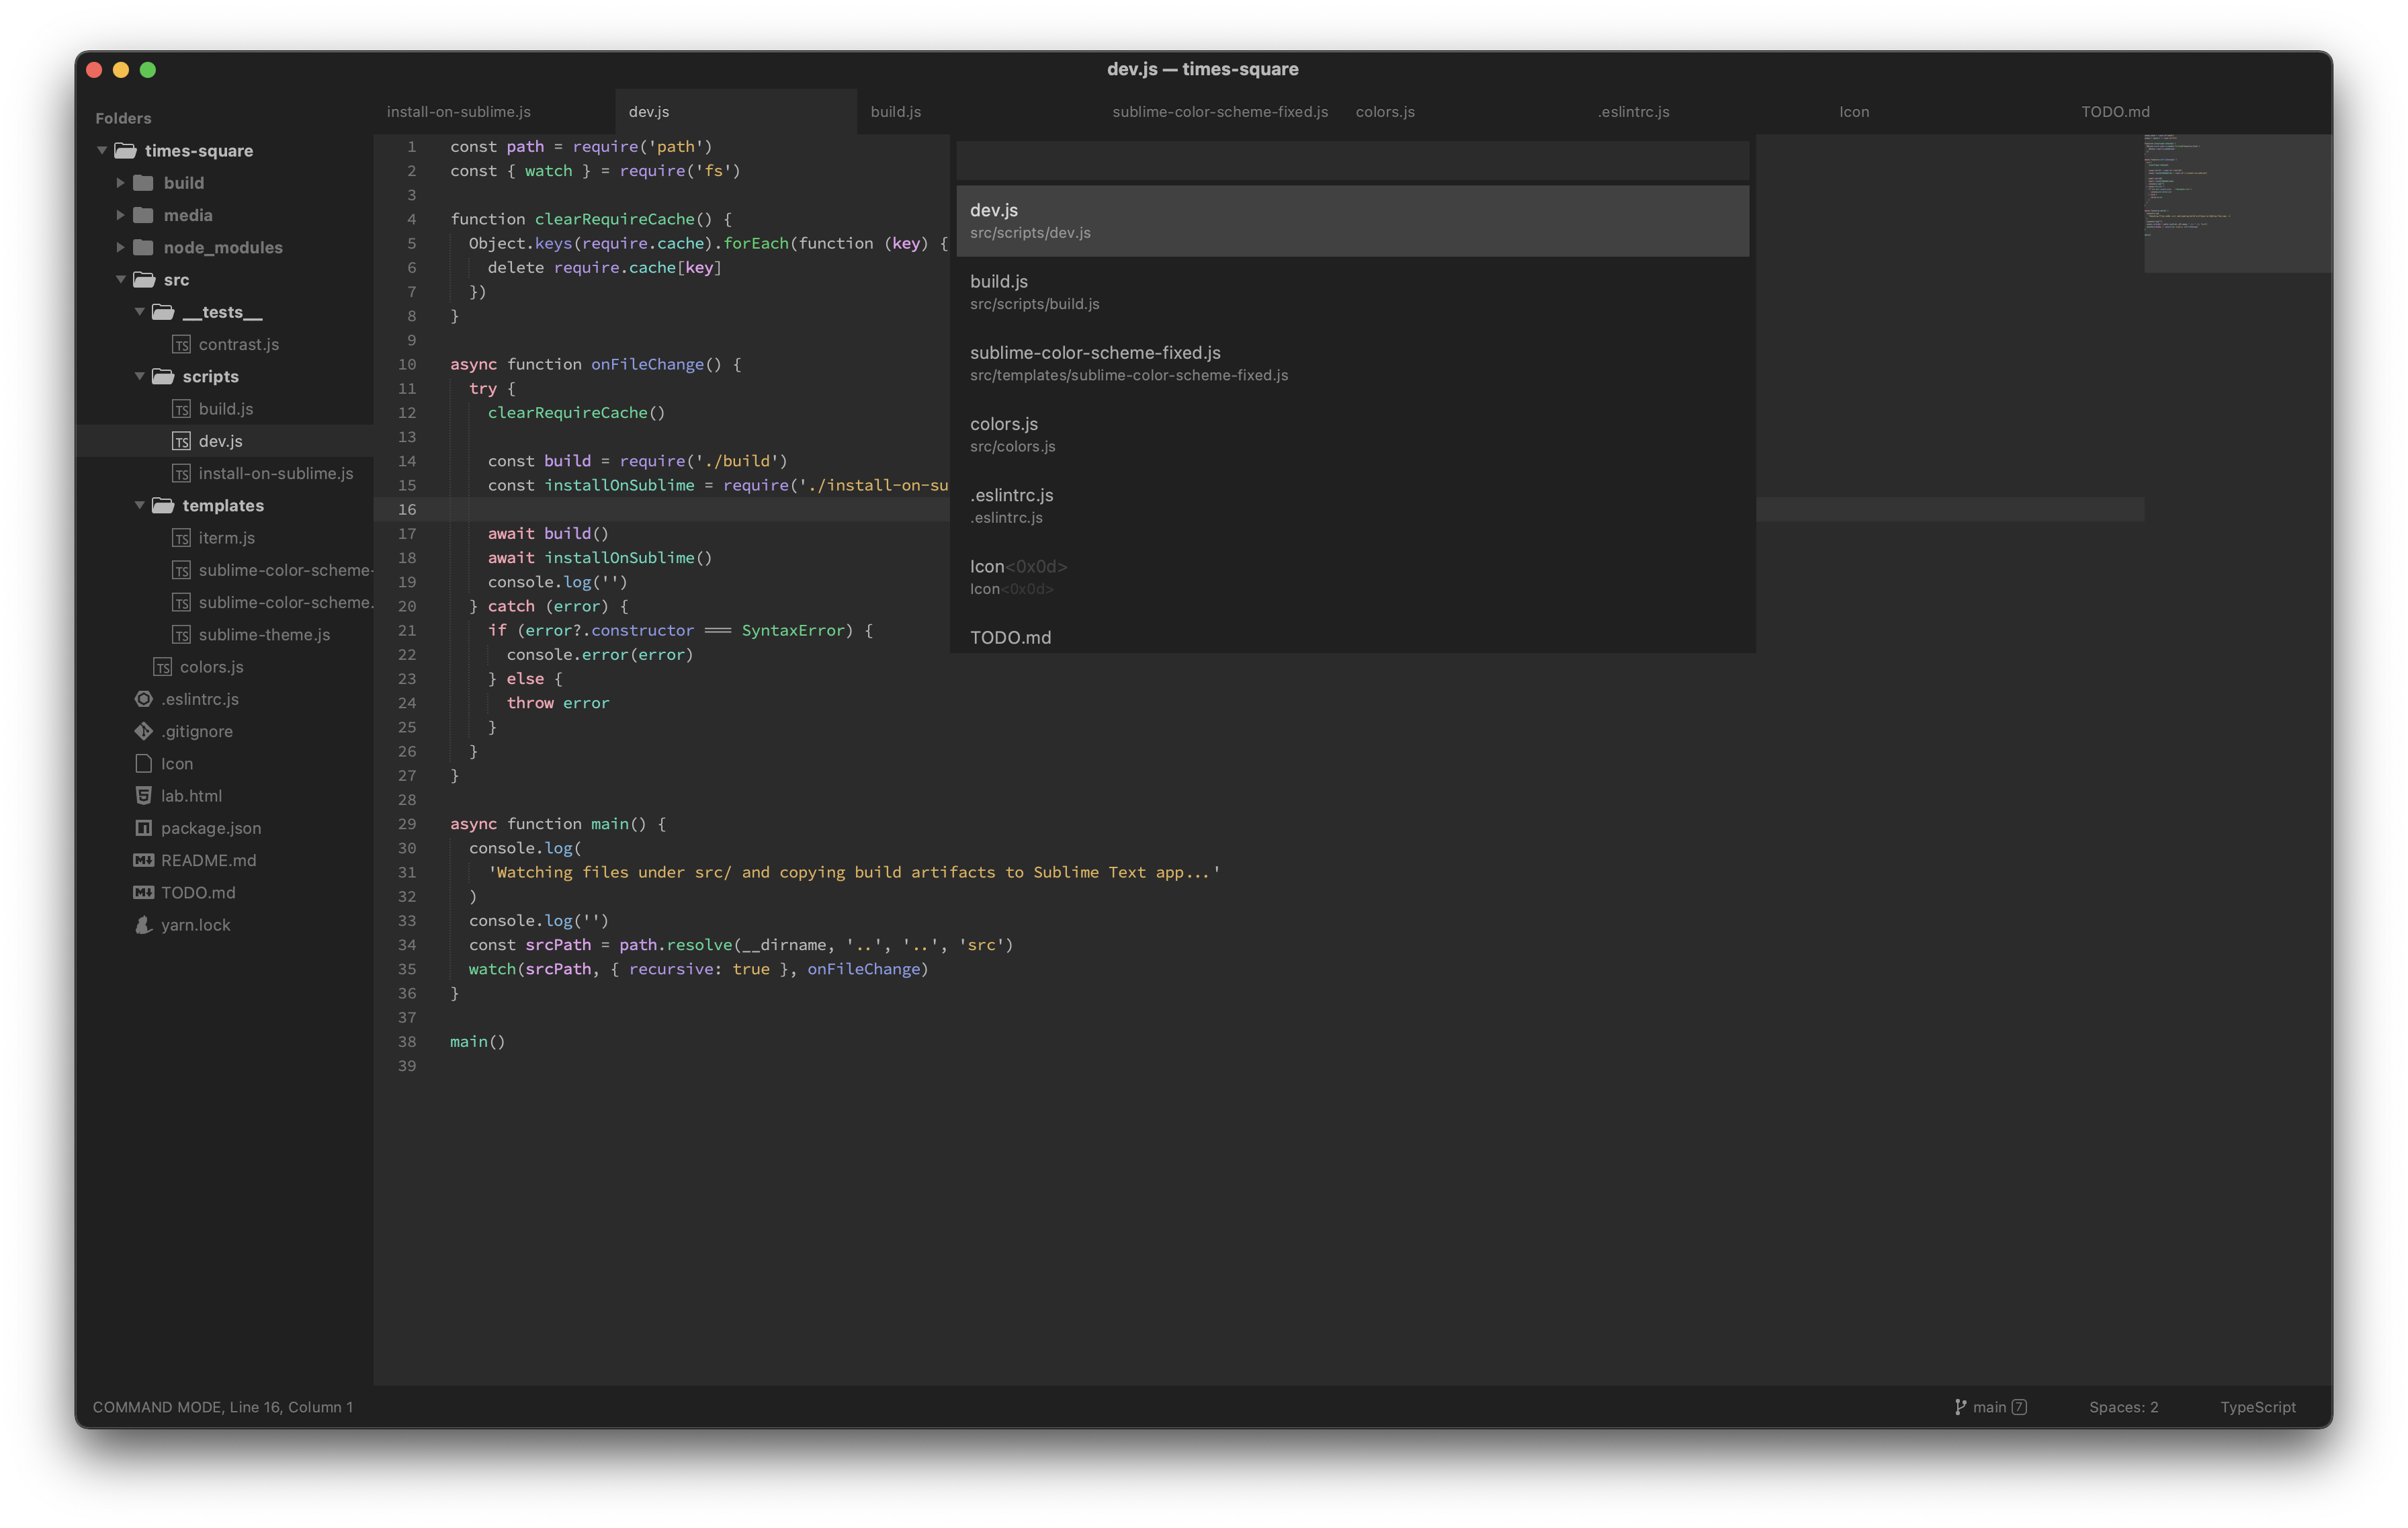 dev.js — times-square
Folders
times-square
build
media
node_modules
src
__tests__
contrast.js
scripts
build.js
dev.js
install-on-sublime.js
templates
iterm.js
sublime-color-scheme-
sublime-color-scheme.
sublime-theme.js
colors.js
.eslintrc.js
.gitignore
Icon
lab.html
package.json
README.md
TODO.md
yarn.lock
install-on-sublime.js dev.js build.js sublime-color-scheme-fixed.js colors.js .eslintrc.js Icon TODO.md
1 const path = require('path')
2 const { watch } = require('fs')
3
4 function clearRequireCache() {
5 Object.keys(require.cache).forEach(function (key) {
6 delete require.cache[key]
7 })
8 }
9
10 async function onFileChange() {
11 try {
12 clearRequireCache()
13
14 const build = require('./build')
15 const installOnSublime = require('./install-on-su
16
17 await build()
18 await installOnSublime()
19 console.log('')
20 } catch (error) {
21 if (error?.constructor === SyntaxError) {
22 console.error(error)
23 } else {
24 throw error
25 }
26 }
27 }
28
29 async function main() {
30 console.log(
31 'Watching files under src/ and copying build artifacts to Sublime Text app...'
32 )
33 console.log('')
34 const srcPath = path.resolve(__dirname, '..', '..', 'src')
35 watch(srcPath, { recursive: true }, onFileChange)
36 }
37
38 main()
39
dev.js
src/scripts/dev.js
build.js
src/scripts/build.js
sublime-color-scheme-fixed.js
src/templates/sublime-color-scheme-fixed.js
colors.js
src/colors.js
.eslintrc.js
.eslintrc.js
Icon<0x0d>
Icon<0x0d>
TODO.md
COMMAND MODE, Line 16, Column 1
main 7
Spaces: 2
TypeScript